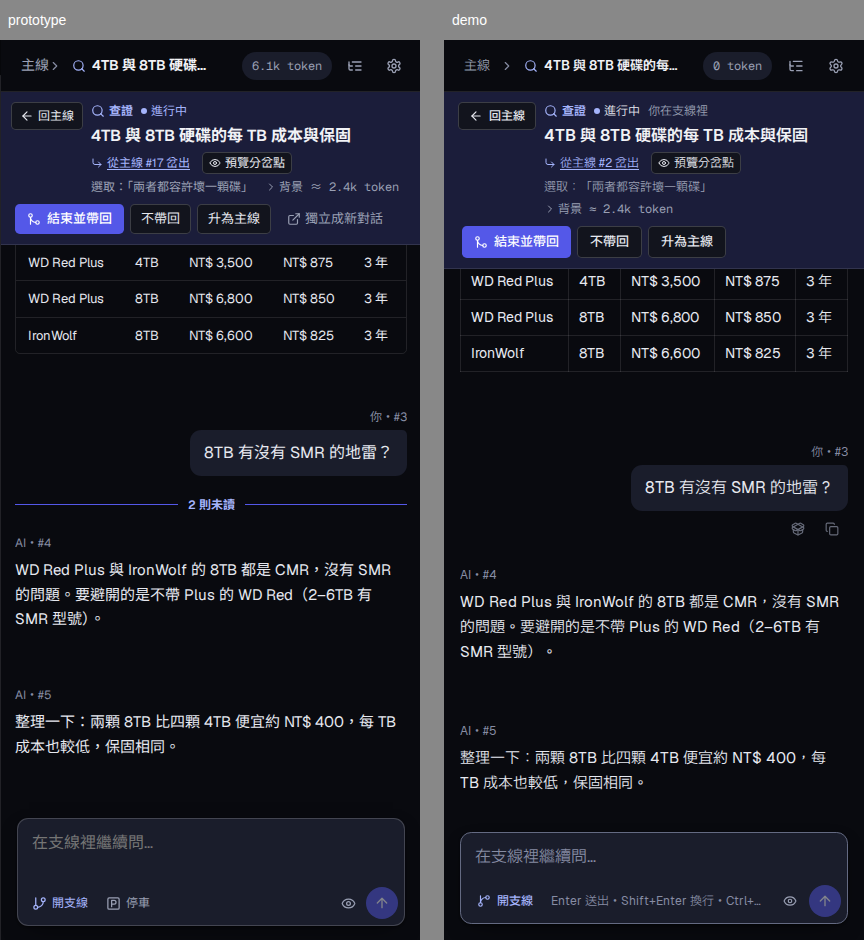 prototype
主線 > 4TB 與 8TB 硬碟... 6.1k token
← 回主線 查證 ● 進行中
4TB 與 8TB 硬碟的每 TB 成本與保固
從主線 #17 岔出 預覽分岔點
選取：「兩者都容許壞一顆碟」 > 背景 ≈ 2.4k token
結束並帶回 不帶回 升為主線 獨立成新對話
WD Red Plus 4TB NT$ 3,500 NT$ 875 3 年
WD Red Plus 8TB NT$ 6,800 NT$ 850 3 年
IronWolf 8TB NT$ 6,600 NT$ 825 3 年
你・#3
8TB 有沒有 SMR 的地雷？
2 則未讀
AI・#4
WD Red Plus 與 IronWolf 的 8TB 都是 CMR，沒有 SMR
的問題。要避開的是不帶 Plus 的 WD Red（2–6TB 有
SMR 型號）。
AI・#5
整理一下：兩顆 8TB 比四顆 4TB 便宜約 NT$ 400，每 TB
成本也較低，保固相同。
在支線裡繼續問...
開支線 停車
demo
主線 > 4TB 與 8TB 硬碟的每... 0 token
← 回主線 查證 ● 進行中 你在支線裡
4TB 與 8TB 硬碟的每 TB 成本與保固
從主線 #2 岔出 預覽分岔點
選取：「兩者都容許壞一顆碟」
> 背景 ≈ 2.4k token
結束並帶回 不帶回 升為主線
WD Red Plus 4TB NT$ 3,500 NT$ 875 3 年
WD Red Plus 8TB NT$ 6,800 NT$ 850 3 年
IronWolf 8TB NT$ 6,600 NT$ 825 3 年
你・#3
8TB 有沒有 SMR 的地雷？
AI・#4
WD Red Plus 與 IronWolf 的 8TB 都是 CMR，沒有 SMR
的問題。要避開的是不帶 Plus 的 WD Red（2–6TB 有
SMR 型號）。
AI・#5
整理一下：兩顆 8TB 比四顆 4TB 便宜約 NT$ 400，每
TB 成本也較低，保固相同。
在支線裡繼續問...
開支線 Enter 送出・Shift+Enter 換行・Ctrl+...